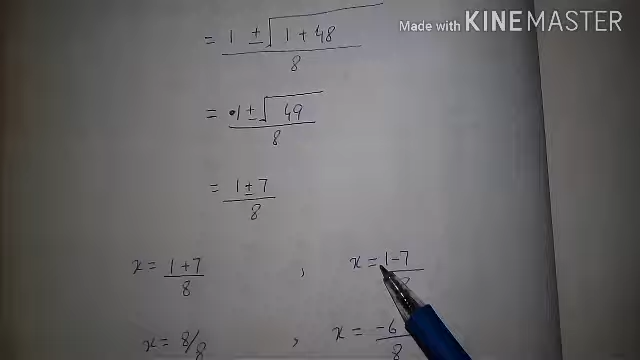 Made with KINEMASTER
= 1 ± √1 + 48 / 8
= 1 ± √49 / 8
= 1 ± 7 / 8
x = 1 + 7 / 8 , x = 1 - 7 / 8
x = 8/8 , x = -6 / 8